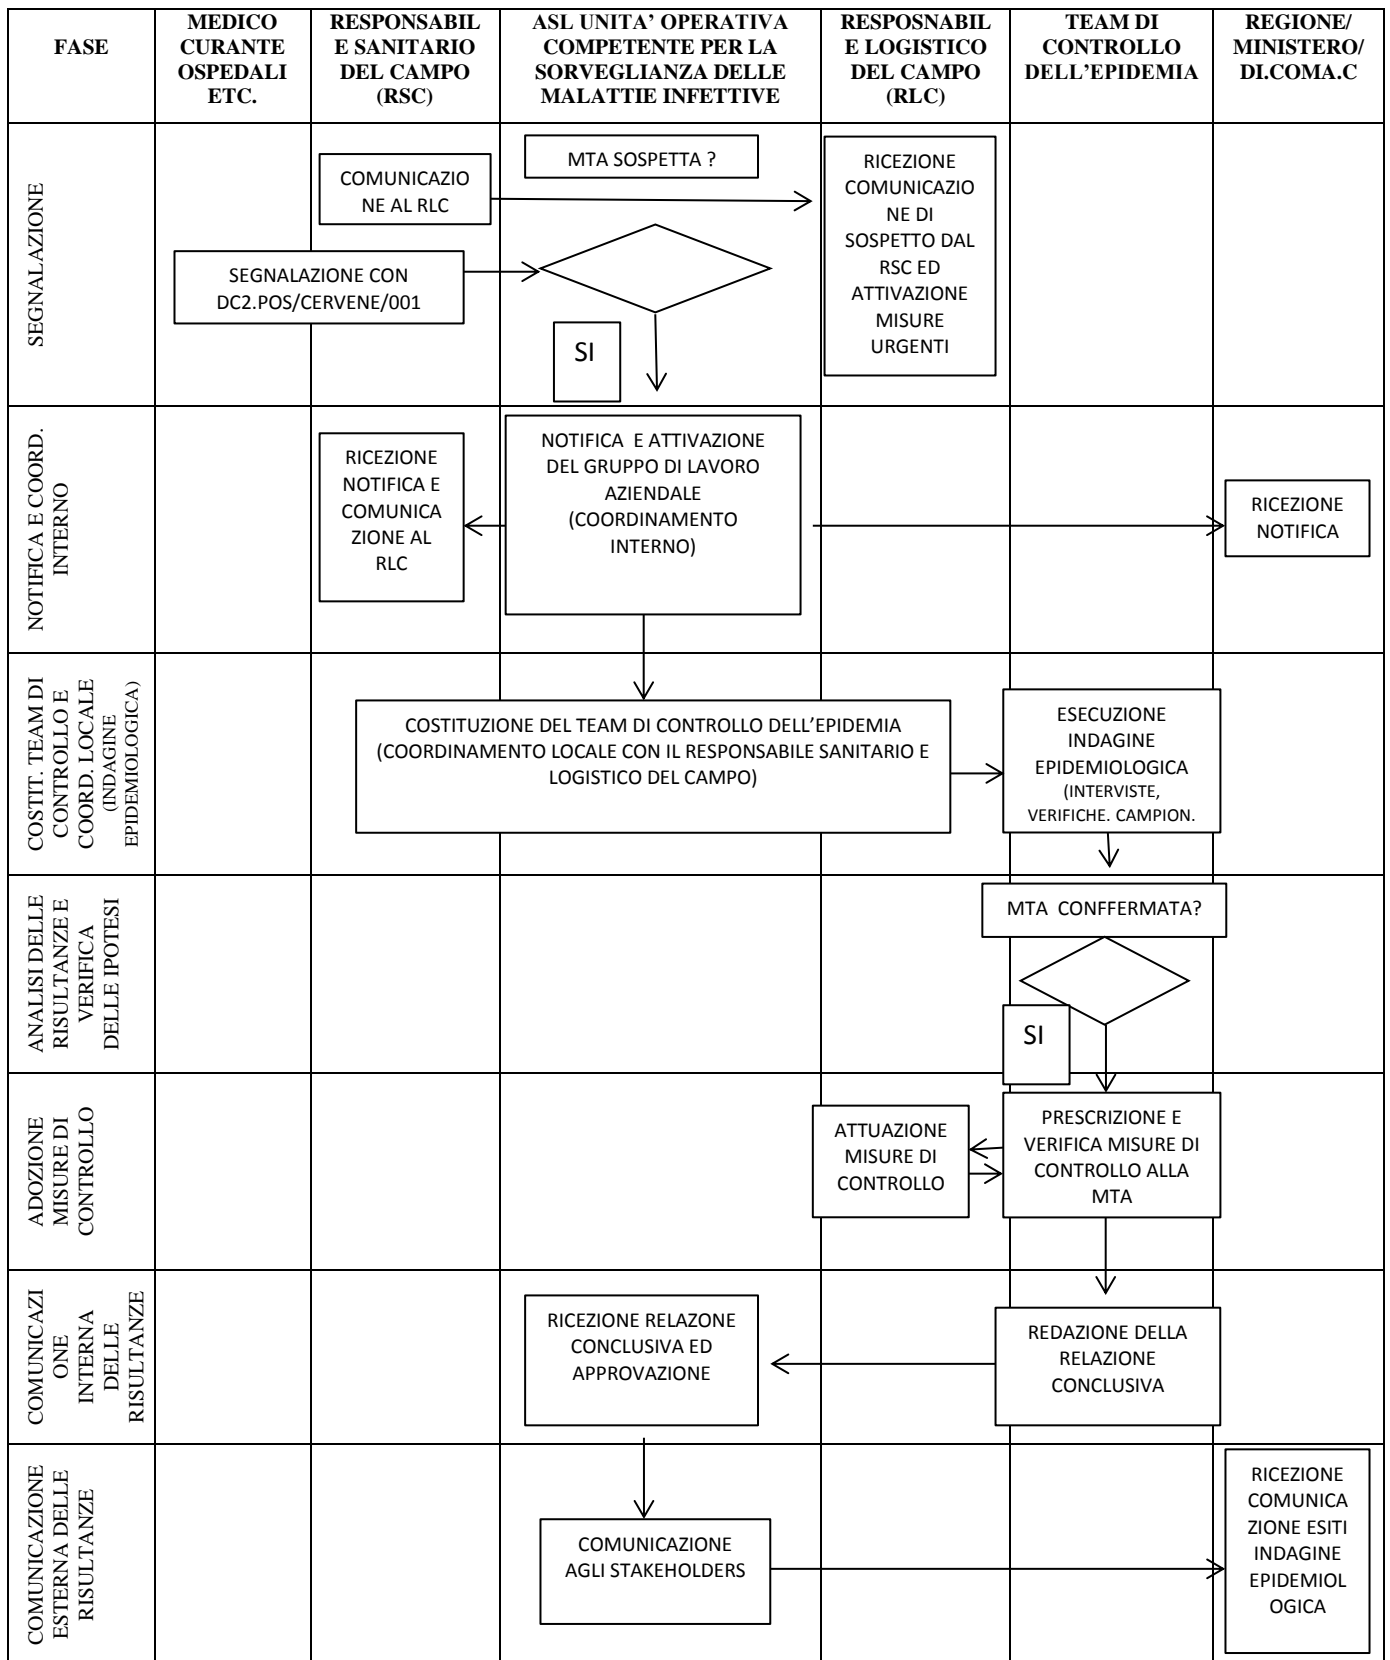 FASE
MEDICO
CURANTE
OSPEDALI
ETC.
RESPONSABIL
E SANITARIO
DEL CAMPO
(RSC)
ASL UNITA’ OPERATIVA
COMPETENTE PER LA
SORVEGLIANZA DELLE
MALATTIE INFETTIVE
RESPOSNABIL
E LOGISTICO
DEL CAMPO
(RLC)
TEAM DI
CONTROLLO
DELL’EPIDEMIA
REGIONE/
MINISTERO/
DI.COMA.C
SEGNALAZIONE
COMUNICAZIO
NE AL RLC
SEGNALAZIONE CON
DC2.POS/CERVENE/001
MTA SOSPETTA ?
SI
RICEZIONE
COMUNICAZIO
NE DI
SOSPETTO DAL
RSC ED
ATTIVAZIONE
MISURE
URGENTI
NOTIFICA E COORD.
INTERNO
RICEZIONE
NOTIFICA E
COMUNICA
ZIONE AL
RLC
NOTIFICA  E ATTIVAZIONE
DEL GRUPPO DI LAVORO
AZIENDALE
(COORDINAMENTO
INTERNO)
RICEZIONE
NOTIFICA
COSTIT. TEAM DI
CONTROLLO E
COORD. LOCALE
(INDAGINE
EPIDEMIOLOGICA)
COSTITUZIONE DEL TEAM DI CONTROLLO DELL’EPIDEMIA
(COORDINAMENTO LOCALE CON IL RESPONSABILE SANITARIO E
LOGISTICO DEL CAMPO)
ESECUZIONE
INDAGINE
EPIDEMIOLOGICA
(INTERVISTE,
VERIFICHE. CAMPION.
ANALISI DELLE
RISULTANZE E
VERIFICA
DELLE IPOTESI
MTA  CONFFERMATA?
SI
ADOZIONE
MISURE DI
CONTROLLO
ATTUAZIONE
MISURE DI
CONTROLLO
PRESCRIZIONE E
VERIFICA MISURE DI
CONTROLLO ALLA
MTA
COMUNICAZI
ONE
INTERNA
DELLE
RISULTANZE
RICEZIONE RELAZONE
CONCLUSIVA ED
APPROVAZIONE
REDAZIONE DELLA
RELAZIONE
CONCLUSIVA
COMUNICAZIONE
ESTERNA DELLE
RISULTANZE
COMUNICAZIONE
AGLI STAKEHOLDERS
RICEZIONE
COMUNICA
ZIONE ESITI
INDAGINE
EPIDEMIOL
OGICA